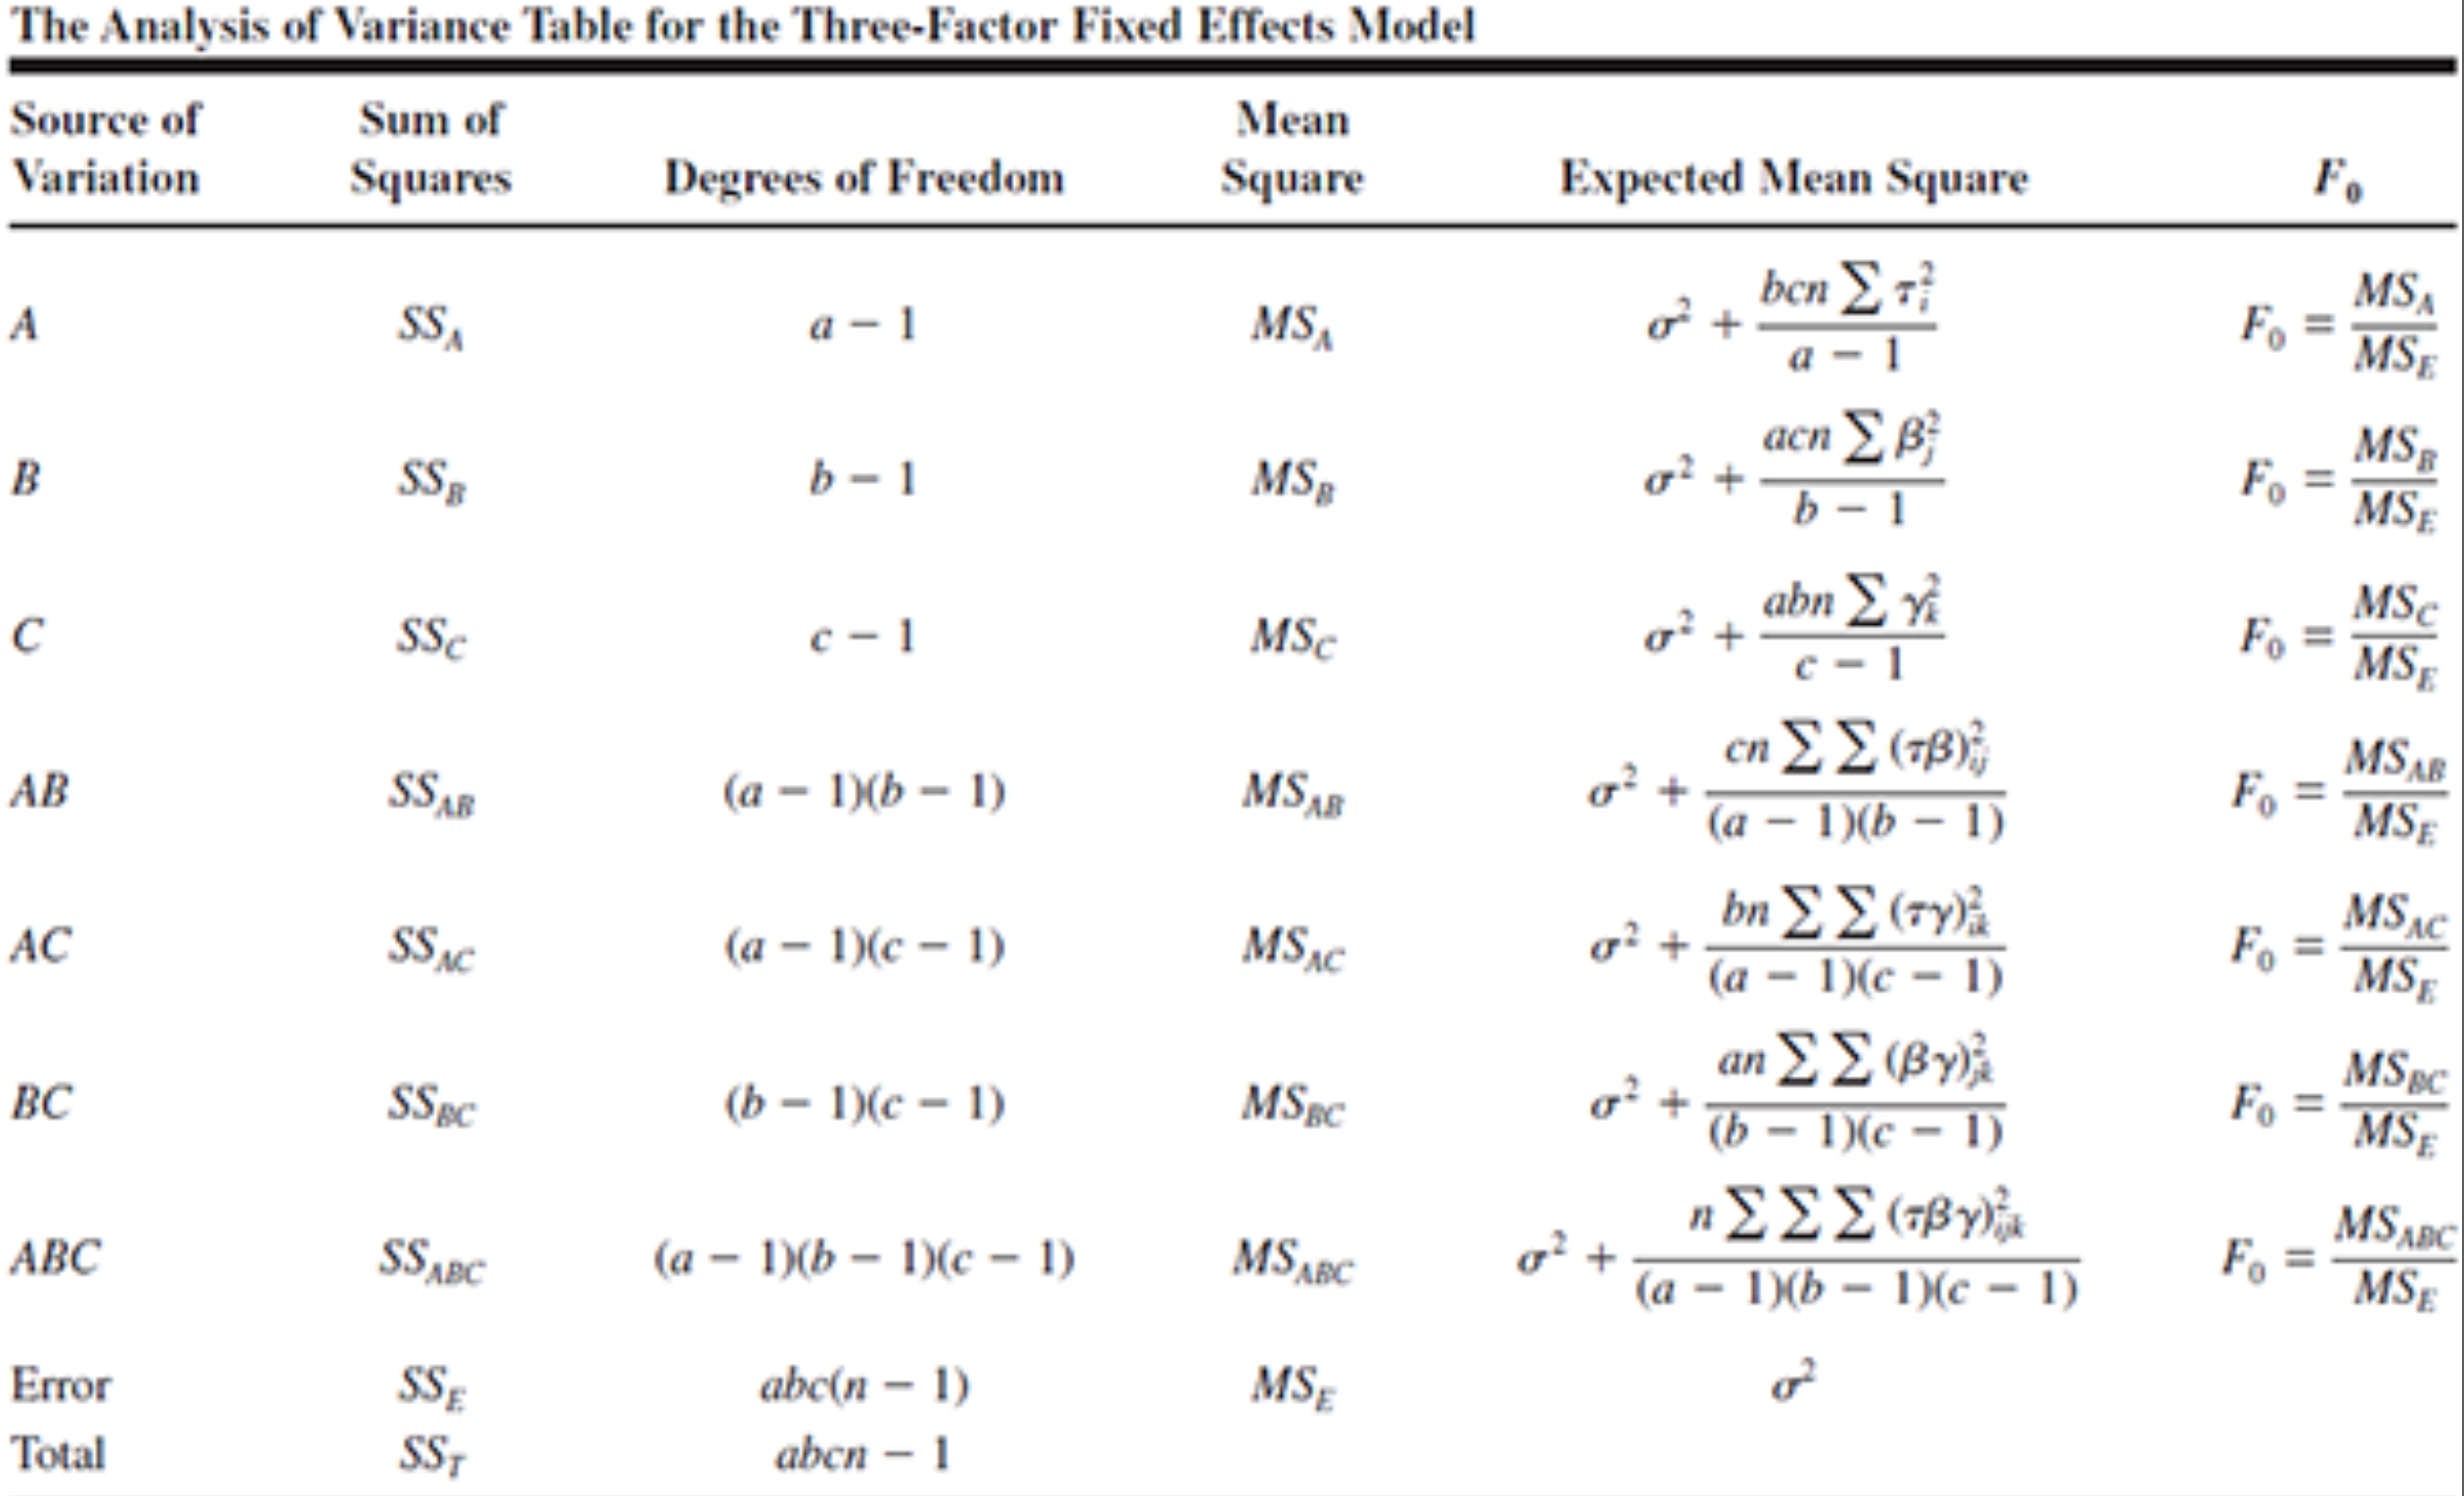 The Analysis of Variance Table for the Three-Factor Fixed Effects Model
Source of Variation Sum of Squares Degrees of Freedom Mean Square Expected Mean Square F₀
A SS_A a − 1 MS_A σ² + bcn ∑ τ_i² / (a − 1) F₀ = MS_A / MS_E
B SS_B b − 1 MS_B σ² + acn ∑ β_j² / (b − 1) F₀ = MS_B / MS_E
C SS_C c − 1 MS_C σ² + abn ∑ γ_k² / (c − 1) F₀ = MS_C / MS_E
AB SS_AB (a − 1)(b − 1) MS_AB σ² + cn ∑ ∑ (τβ)_ij² / (a − 1)(b − 1) F₀ = MS_AB / MS_E
AC SS_AC (a − 1)(c − 1) MS_AC σ² + bn ∑ ∑ (τγ)_ik² / (a − 1)(c − 1) F₀ = MS_AC / MS_E
BC SS_BC (b − 1)(c − 1) MS_BC σ² + an ∑ ∑ (βγ)_jk² / (b − 1)(c − 1) F₀ = MS_BC / MS_E
ABC SS_ABC (a − 1)(b − 1)(c − 1) MS_ABC σ² + n ∑ ∑ ∑ (τβγ)_ijk² / (a − 1)(b − 1)(c − 1) F₀ = MS_ABC / MS_E
Error SS_E abc(n − 1) MS_E σ²
Total SS_T abcn − 1